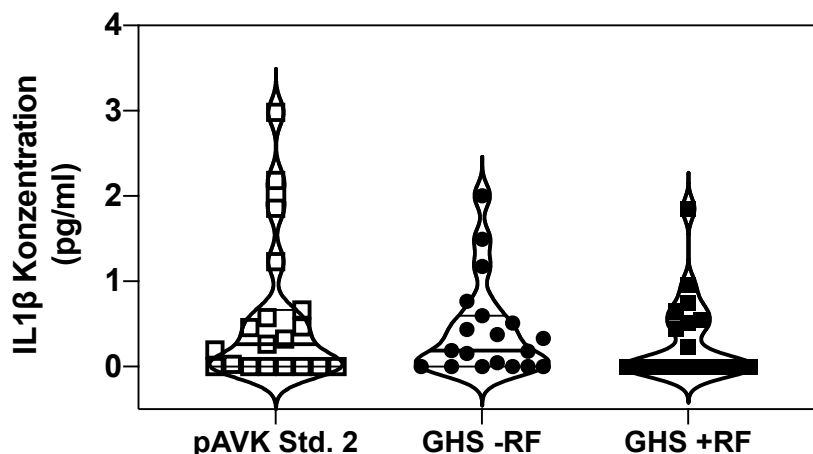 IL1β Konzentration
(pg/ml)
4
3
2
1
0
pAVK Std. 2 GHS -RF GHS +RF